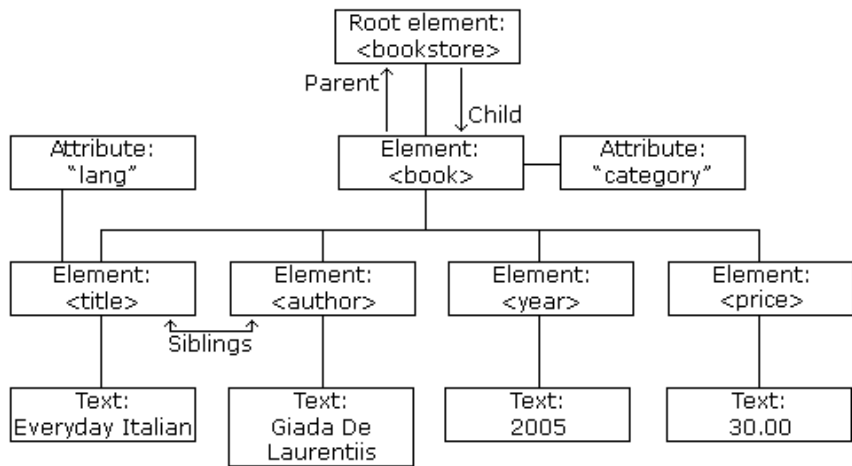 Root element:
<bookstore>
Parent
Child
Attribute:
"lang"
Element:
<book>
Attribute:
"category"
Element:
<title>
Element:
<author>
Element:
<year>
Element:
<price>
Siblings
Text:
Everyday Italian
Text:
Giada De
Laurentiis
Text:
2005
Text:
30.00